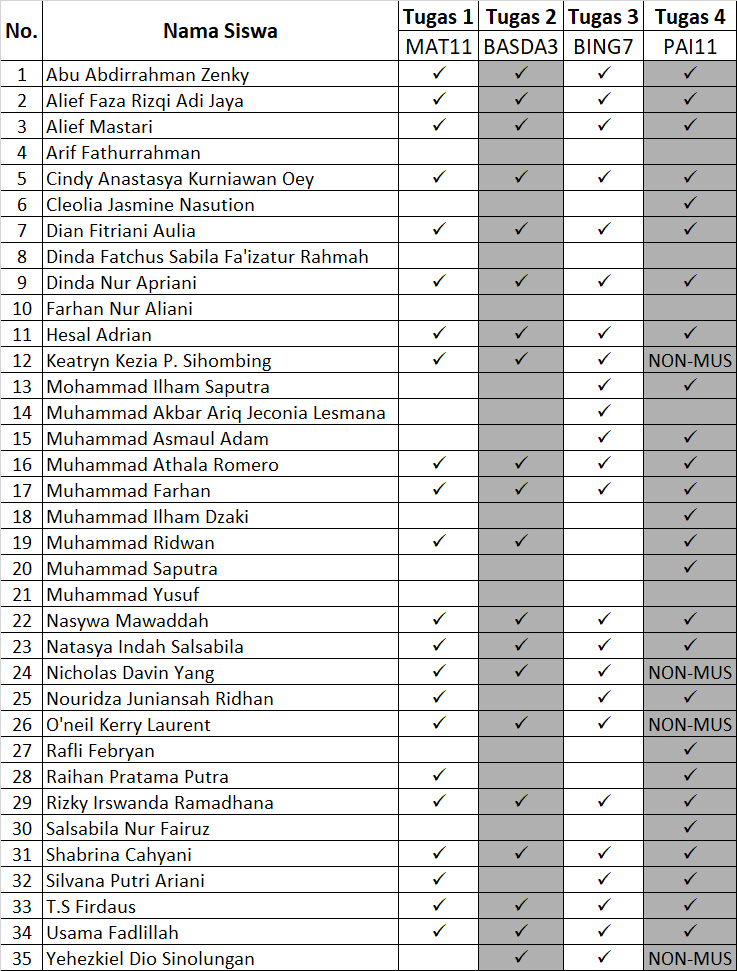 No. Nama Siswa Tugas 1 Tugas 2 Tugas 3 Tugas 4
MAT11 BASDA3 BING7 PAI11
1 Abu Abdirrahman Zenky ✓ ✓ ✓ ✓
2 Alief Faza Rizqi Adi Jaya ✓ ✓ ✓ ✓
3 Alief Mastari ✓ ✓ ✓ ✓
4 Arif Fathurrahman
5 Cindy Anastasya Kurniawan Oey ✓ ✓ ✓ ✓
6 Cleolia Jasmine Nasution ✓
7 Dian Fitriani Aulia ✓ ✓ ✓ ✓
8 Dinda Fatchus Sabila Fa'izatur Rahmah
9 Dinda Nur Apriani ✓ ✓ ✓ ✓
10 Farhan Nur Aliani
11 Hesal Adrian ✓ ✓ ✓ ✓
12 Keatryn Kezia P. Sihombing ✓ ✓ ✓ NON-MUS
13 Mohammad Ilham Saputra ✓ ✓
14 Muhammad Akbar Ariq Jeconia Lesmana ✓
15 Muhammad Asmaul Adam ✓ ✓
16 Muhammad Athala Romero ✓ ✓ ✓ ✓
17 Muhammad Farhan ✓ ✓ ✓ ✓
18 Muhammad Ilham Dzaki ✓
19 Muhammad Ridwan ✓ ✓ ✓
20 Muhammad Saputra ✓
21 Muhammad Yusuf
22 Nasywa Mawaddah ✓ ✓ ✓ ✓
23 Natasya Indah Salsabila ✓ ✓ ✓ ✓
24 Nicholas Davin Yang ✓ ✓ ✓ NON-MUS
25 Nouridza Juniansah Ridhan ✓ ✓ ✓
26 O'neil Kerry Laurent ✓ ✓ ✓ NON-MUS
27 Rafli Febryan ✓
28 Raihan Pratama Putra ✓ ✓
29 Rizky Irswanda Ramadhana ✓ ✓ ✓ ✓
30 Salsabila Nur Fairuz ✓
31 Shabrina Cahyani ✓ ✓ ✓ ✓
32 Silvana Putri Ariani ✓ ✓ ✓
33 T.S Firdaus ✓ ✓ ✓ ✓
34 Usama Fadlillah ✓ ✓ ✓ ✓
35 Yehezkiel Dio Sinolungan ✓ ✓ NON-MUS